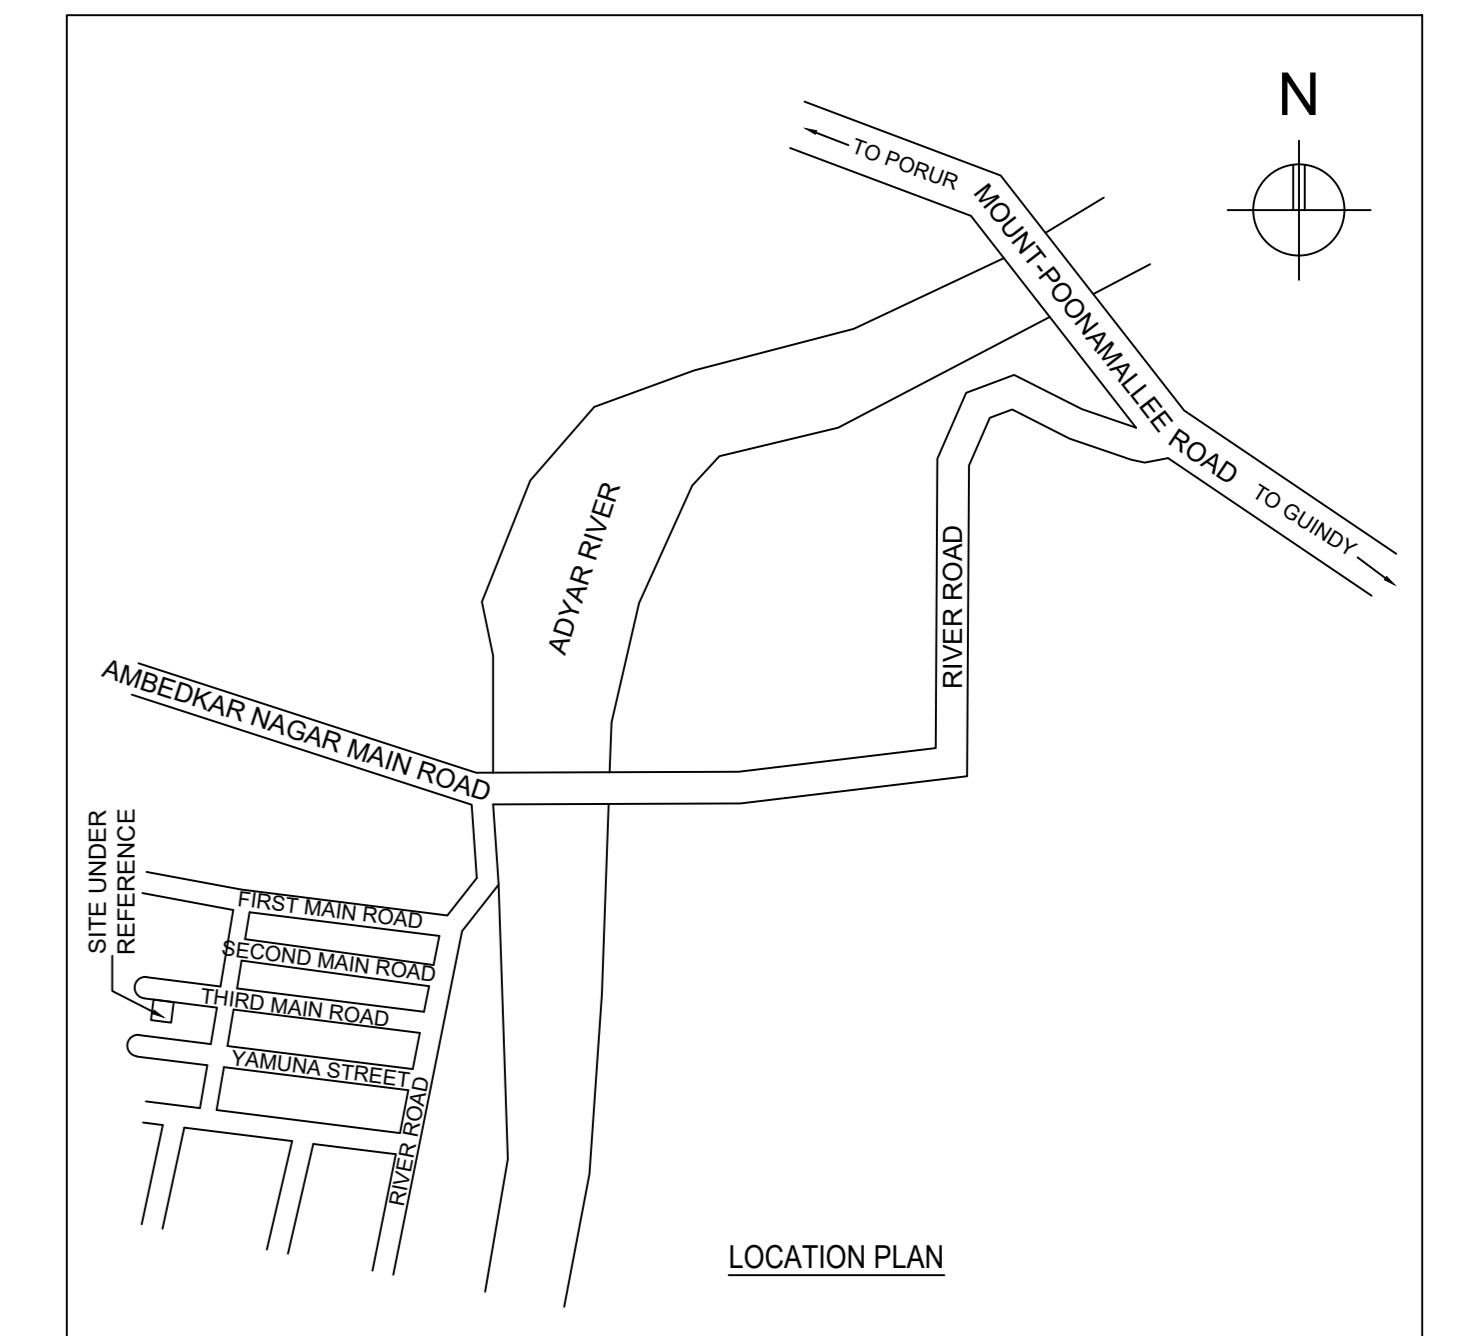 N
TO PORUR
MOUNT-POONAMALLEE ROAD
TO GUINDY
ADYAR RIVER
RIVER ROAD
AMBEDKAR NAGAR MAIN ROAD
SITE UNDER
REFERENCE
FIRST MAIN ROAD
SECOND MAIN ROAD
THIRD MAIN ROAD
YAMUNA STREET
RIVER ROAD
LOCATION PLAN